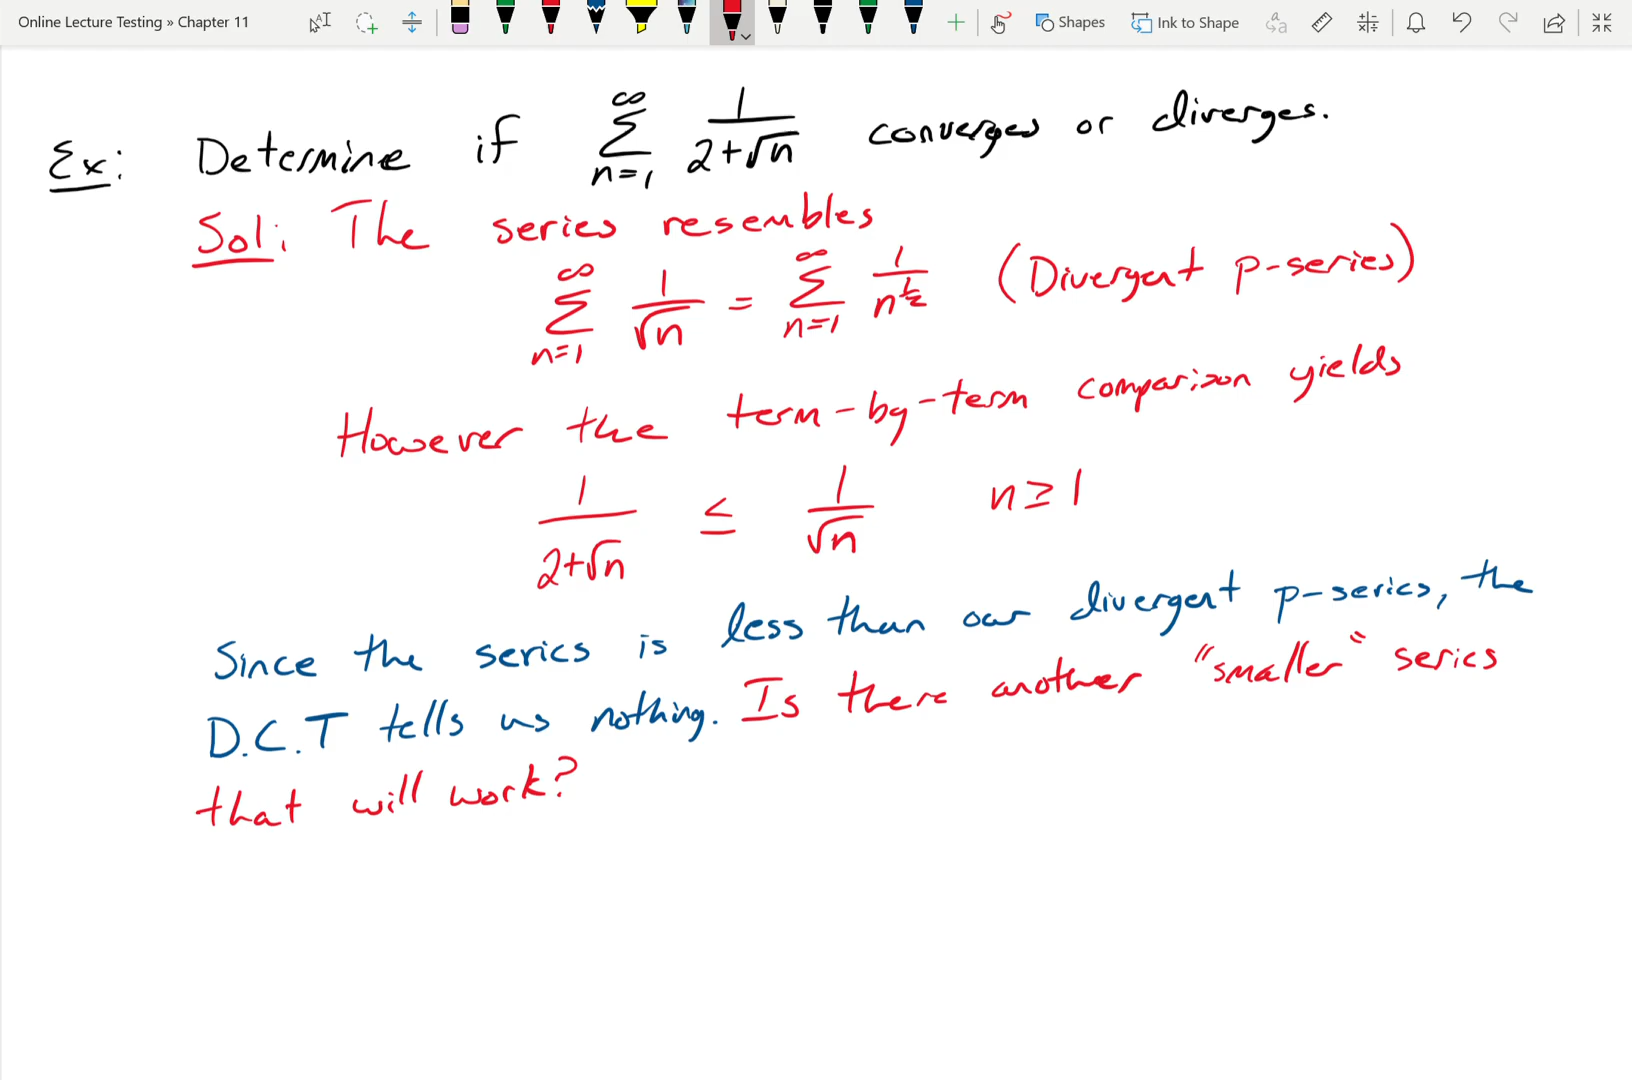 Online Lecture Testing » Chapter 11
Shapes
Ink to Shape
Ex: Determine if ∑_{n=1}^{∞} 1/(2+√n) converges or diverges.
Sol: The series resembles
∑_{n=1}^{∞} 1/√n = ∑_{n=1}^{∞} 1/n^{1/2} (Divergent p-series)
However the term-by-term comparison yields
1/(2+√n) ≤ 1/√n n≥1
Since the series is less than our divergent p-series, the
D.C.T tells us nothing. Is there another "smaller" series
that will work?